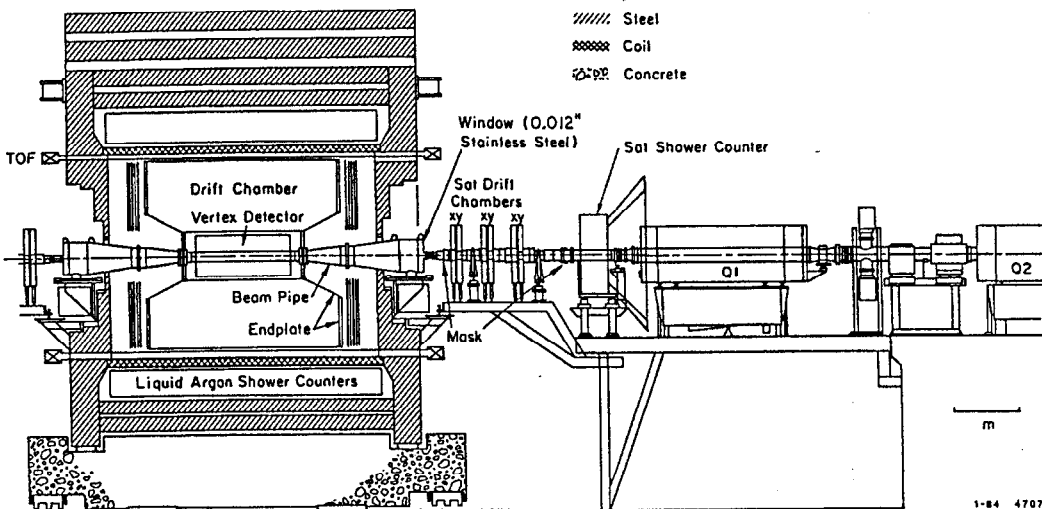 Steel
Coil
Concrete
Window (0.012"
Stainless Steel)
Sat Shower Counter
TOF
Drift Chamber
Vertex Detector
Sat Drift
Chambers
xy xy xy
Q1
Q2
Beam Pipe
Endplate
Mask
Liquid Argon Shower Counters
m
1-84 4707